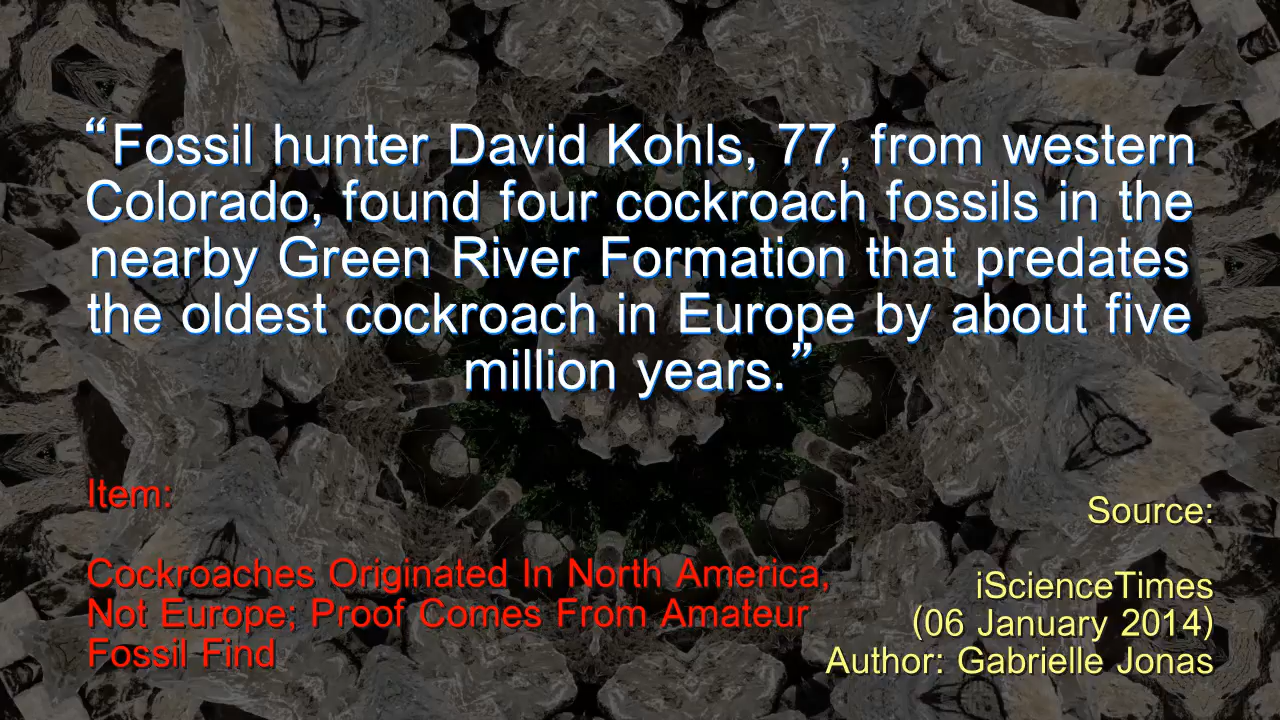 “Fossil hunter David Kohls, 77, from western
Colorado, found four cockroach fossils in the
nearby Green River Formation that predates
the oldest cockroach in Europe by about five
million years.”
Item:
Cockroaches Originated In North America,
Not Europe; Proof Comes From Amateur
Fossil Find
Source:
iScienceTimes
(06 January 2014)
Author: Gabrielle Jonas